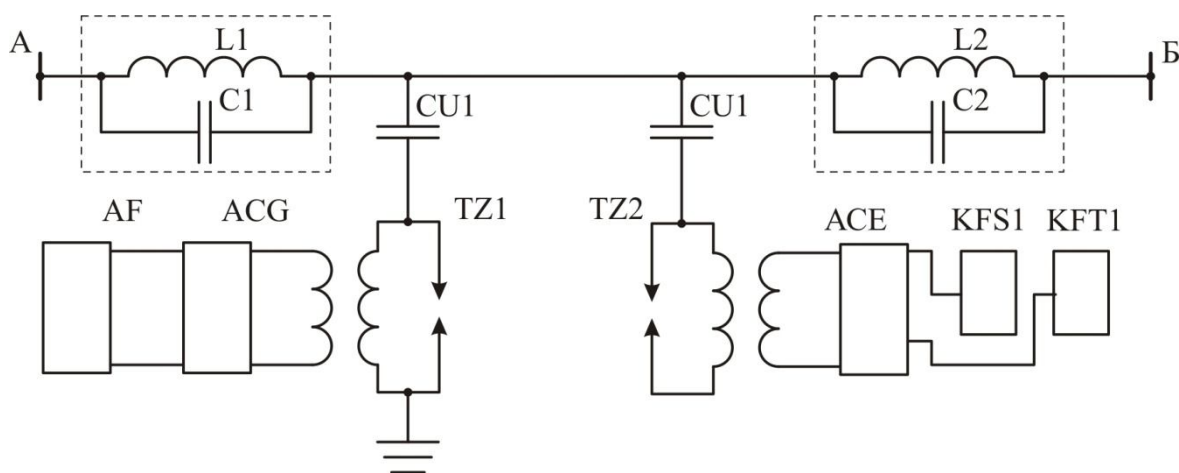 А
L1
L2
Б
C1
CU1
CU1
C2
AF
ACG
TZ1
TZ2
ACE
KFS1
KFT1